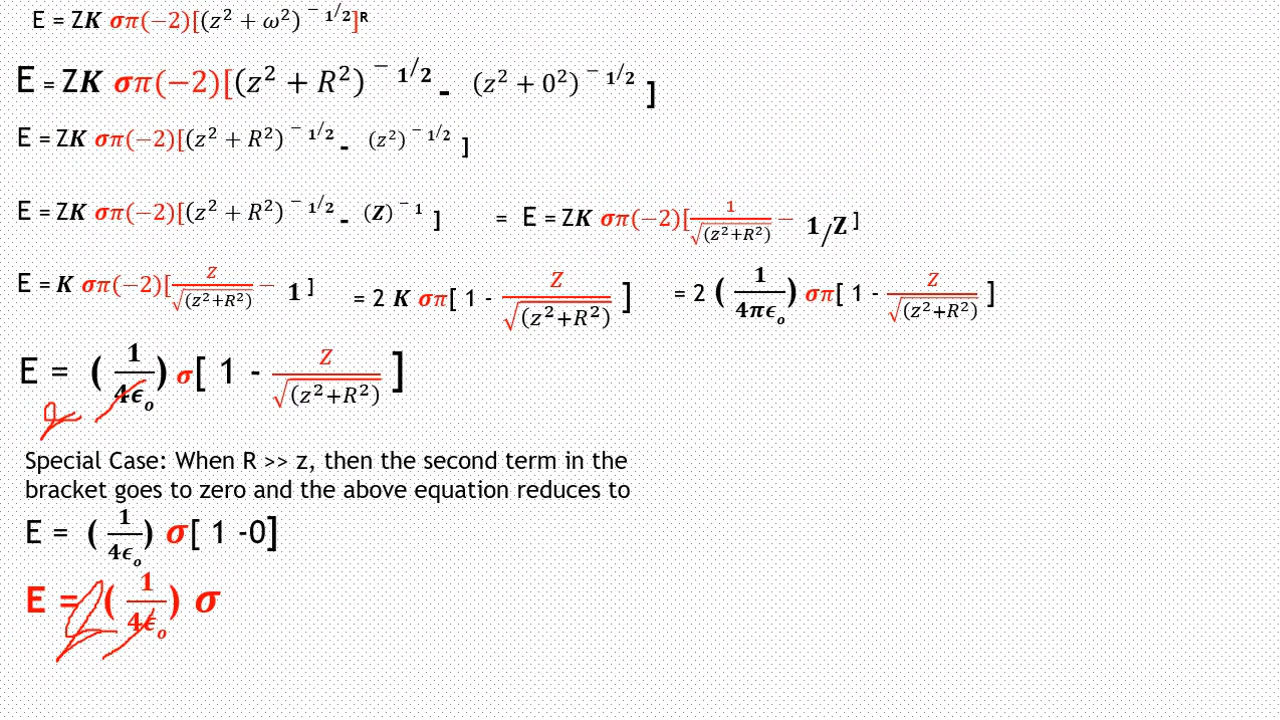 E = ZK σπ(−2)[(z² + ω²)^(− 1/2)]ᴿ
E = ZK σπ(−2)[(z² + R²)^(− 1/2) - (z² + 0²)^(− 1/2) ]
E = ZK σπ(−2)[(z² + R²)^(− 1/2) - (z²)^(− 1/2) ]
E = ZK σπ(−2)[(z² + R²)^(− 1/2) - (Z)^(− 1) ] = E = ZK σπ(−2)[1/√(z²+R²) − 1/Z ]
E = K σπ(−2)[Z/√(z²+R²) − 1 ] = 2 K σπ[ 1 - Z/√(z²+R²) ] = 2 ( 1/4πϵₒ ) σπ[ 1 - Z/√(z²+R²) ]
E = ( 1/4ϵₒ ) σ[ 1 - Z/√(z²+R²) ]
Special Case: When R >> z, then the second term in the
bracket goes to zero and the above equation reduces to
E = ( 1/4ϵₒ ) σ[ 1 -0]
E = ( 1/4ϵₒ ) σ